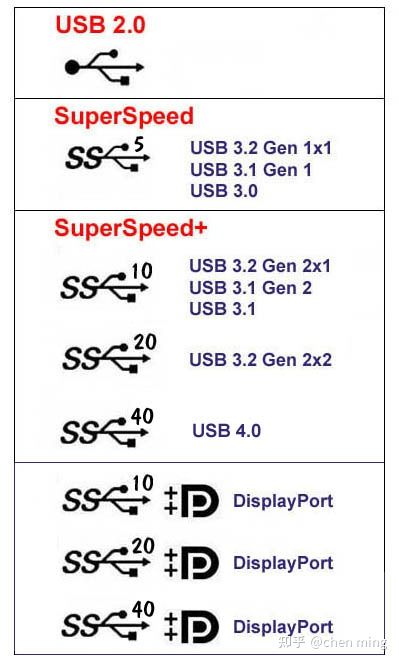 USB 2.0
SuperSpeed
SS 5
USB 3.2 Gen 1x1
USB 3.1 Gen 1
USB 3.0
SuperSpeed+
SS 10
USB 3.2 Gen 2x1
USB 3.1 Gen 2
USB 3.1
SS 20
USB 3.2 Gen 2x2
SS 40
USB 4.0
SS 10 DisplayPort
SS 20 DisplayPort
SS 40 DisplayPort
知乎 @chen ming